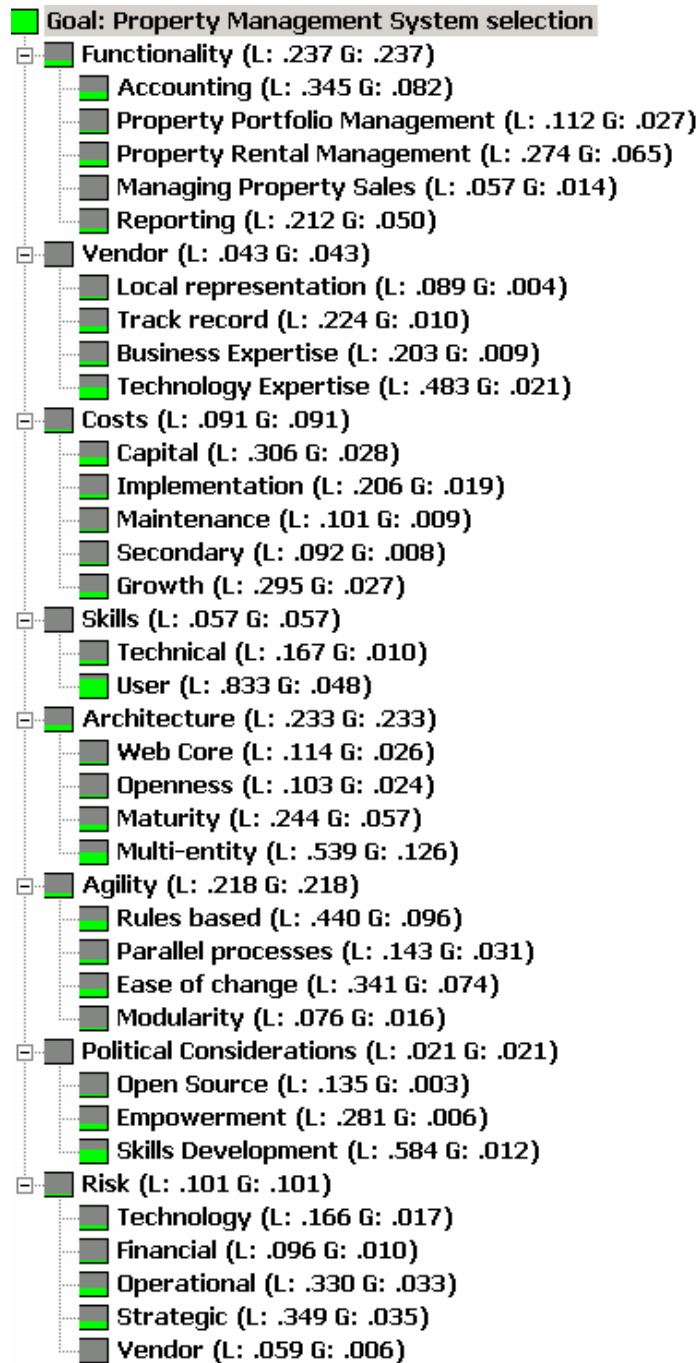 Goal: Property Management System selection
Functionality (L: .237 G: .237)
Accounting (L: .345 G: .082)
Property Portfolio Management (L: .112 G: .027)
Property Rental Management (L: .274 G: .065)
Managing Property Sales (L: .057 G: .014)
Reporting (L: .212 G: .050)
Vendor (L: .043 G: .043)
Local representation (L: .089 G: .004)
Track record (L: .224 G: .010)
Business Expertise (L: .203 G: .009)
Technology Expertise (L: .483 G: .021)
Costs (L: .091 G: .091)
Capital (L: .306 G: .028)
Implementation (L: .206 G: .019)
Maintenance (L: .101 G: .009)
Secondary (L: .092 G: .008)
Growth (L: .295 G: .027)
Skills (L: .057 G: .057)
Technical (L: .167 G: .010)
User (L: .833 G: .048)
Architecture (L: .233 G: .233)
Web Core (L: .114 G: .026)
Openness (L: .103 G: .024)
Maturity (L: .244 G: .057)
Multi-entity (L: .539 G: .126)
Agility (L: .218 G: .218)
Rules based (L: .440 G: .096)
Parallel processes (L: .143 G: .031)
Ease of change (L: .341 G: .074)
Modularity (L: .076 G: .016)
Political Considerations (L: .021 G: .021)
Open Source (L: .135 G: .003)
Empowerment (L: .281 G: .006)
Skills Development (L: .584 G: .012)
Risk (L: .101 G: .101)
Technology (L: .166 G: .017)
Financial (L: .096 G: .010)
Operational (L: .330 G: .033)
Strategic (L: .349 G: .035)
Vendor (L: .059 G: .006)